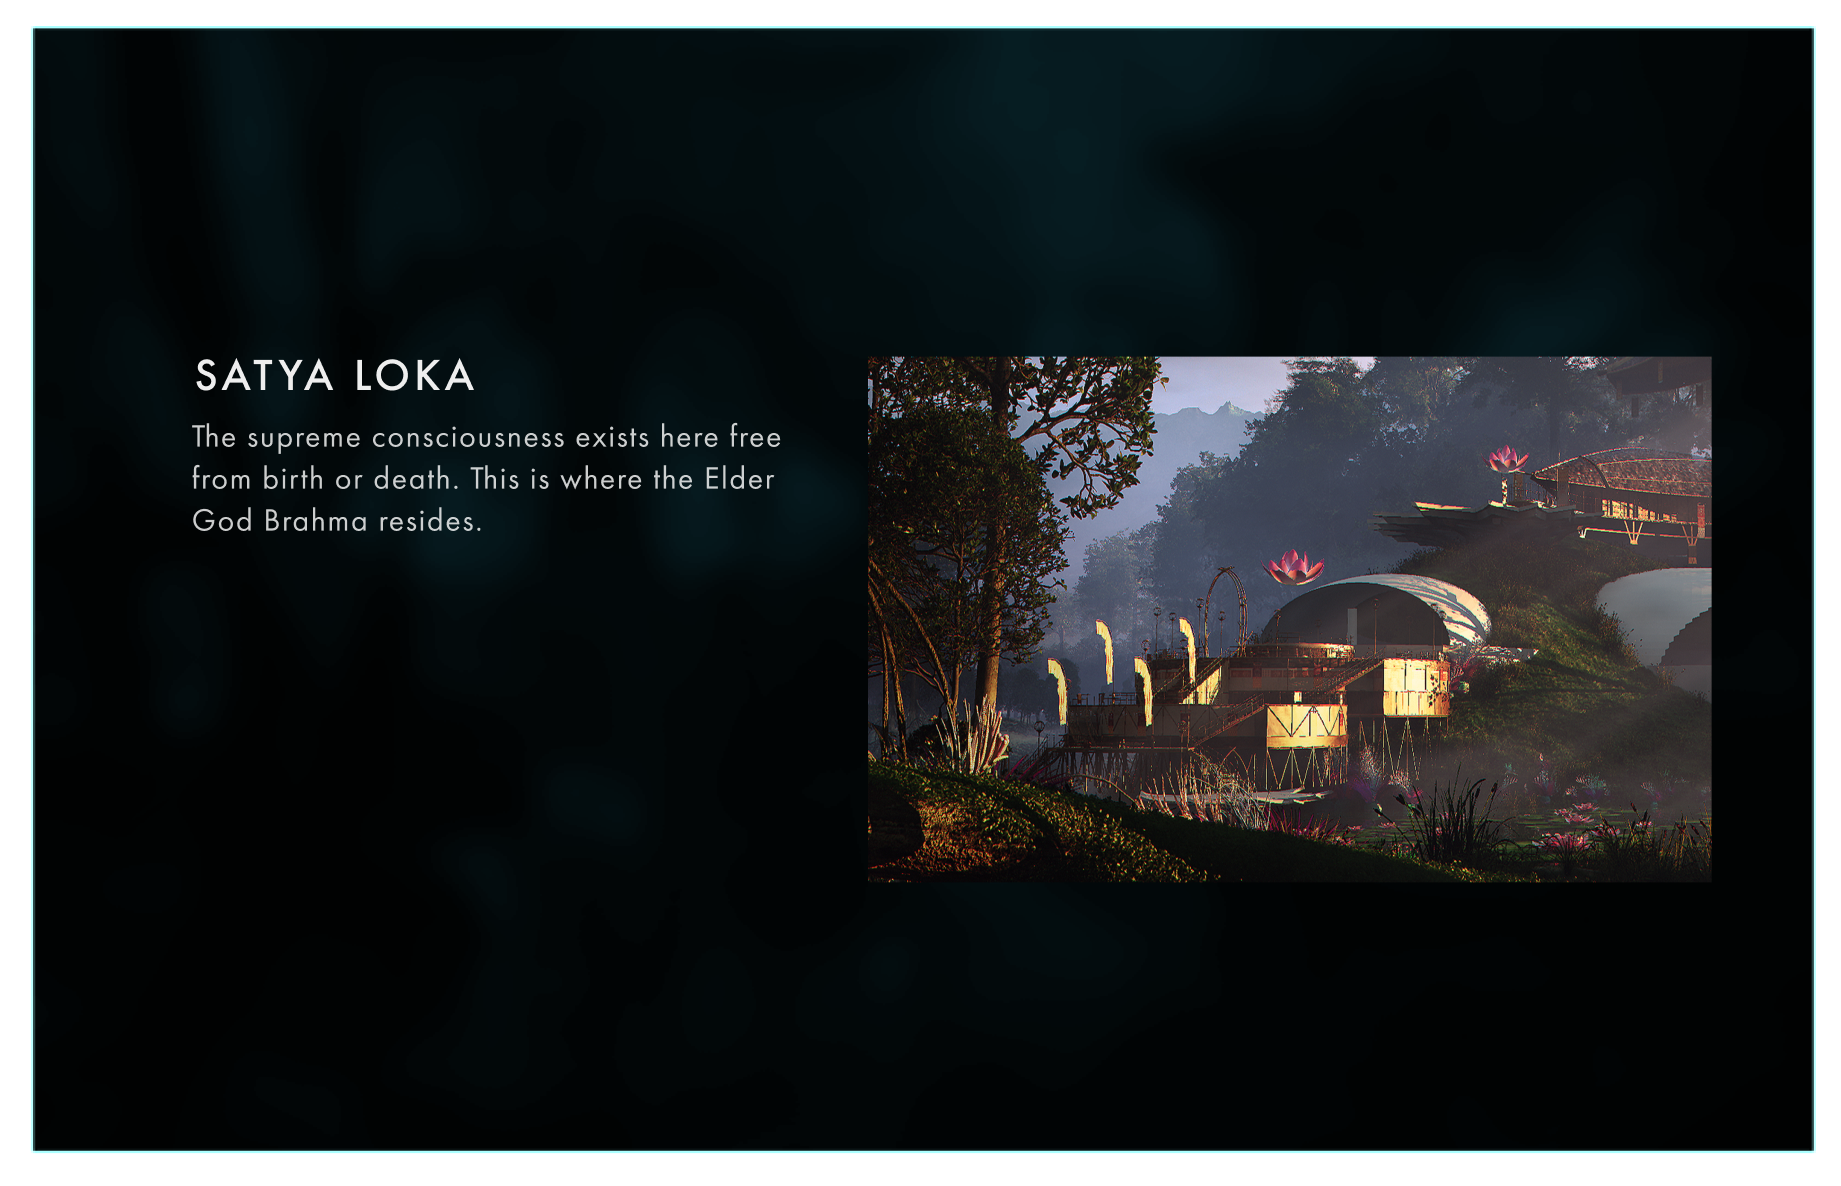 SATYA LOKA
The supreme consciousness exists here free
from birth or death. This is where the Elder
God Brahma resides.